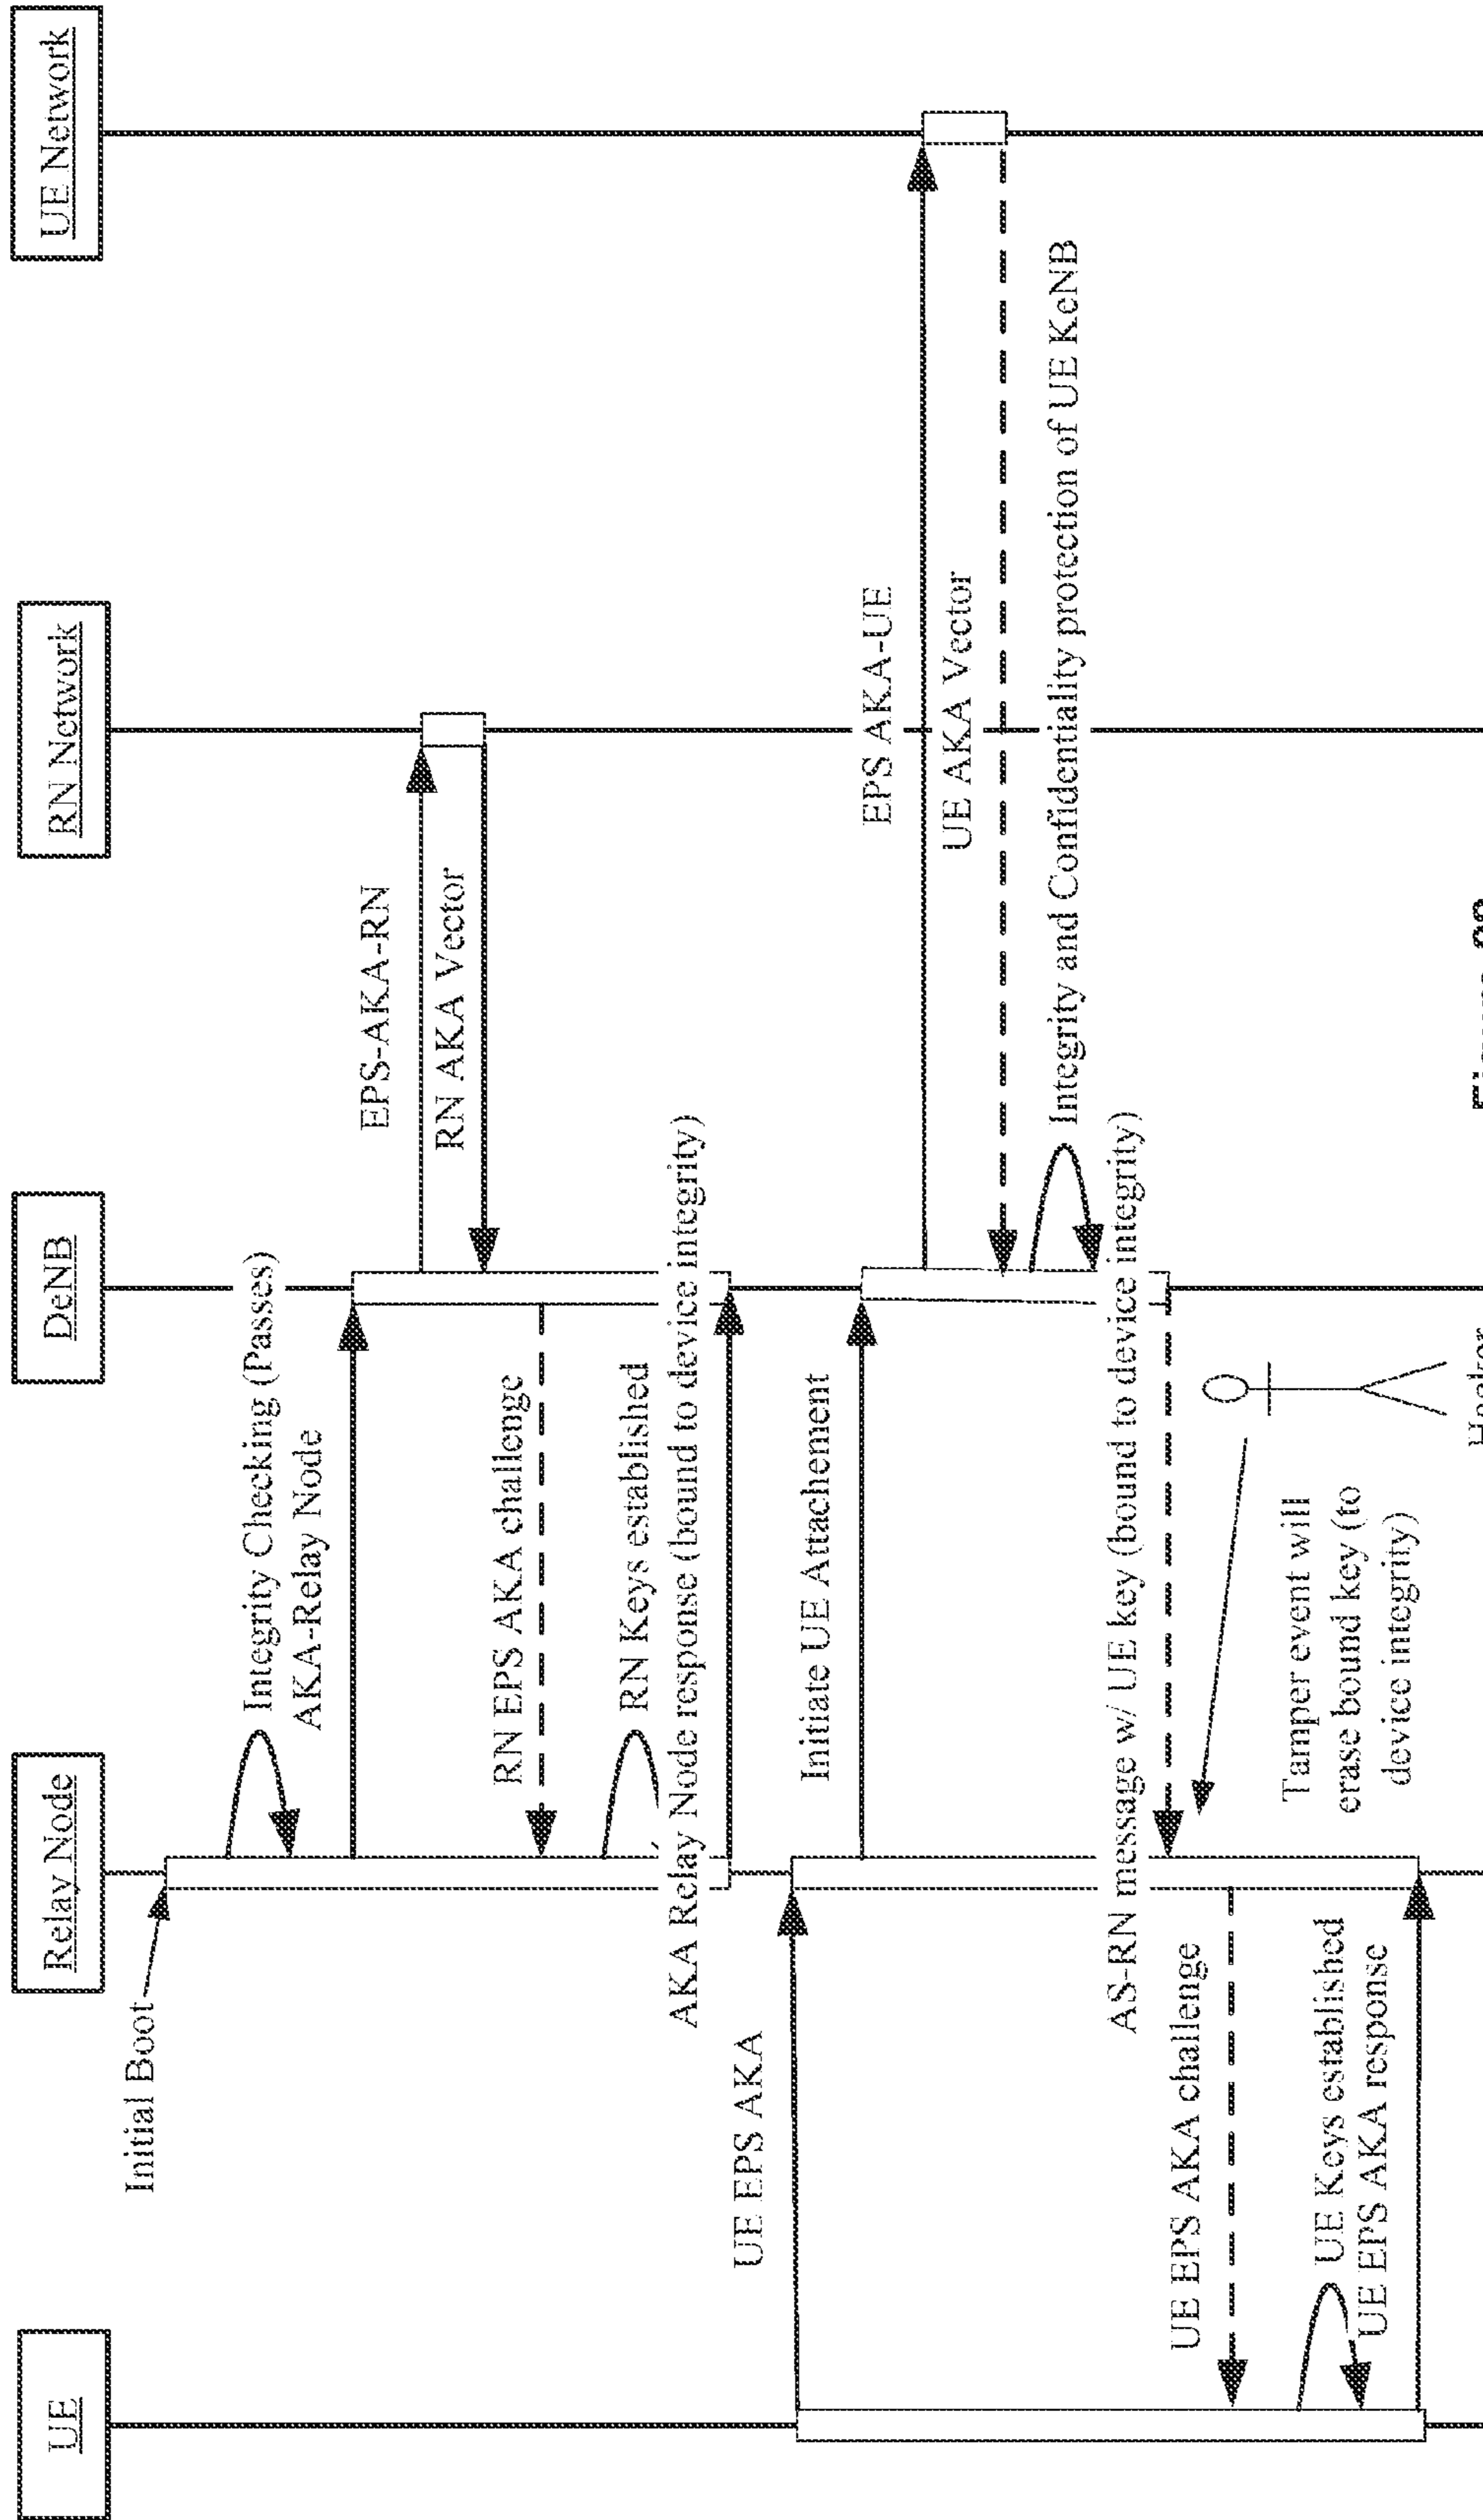 UE
Relay Node
DeNB
RN Network
UE Network
Initial Boot
Integrity Checking (Passes)
AKA-Relay Node
EPS-AKA-RN
RN AKA Vector
RN EPS AKA challenge
RN Keys established
AKA Relay Node response (bound to device integrity)
UE EPS AKA
Initiate UE Attachement
EPS AKA-UE
UE AKA Vector
Integrity and Confidentiality protection of UE KeNB
AS-RN message w/ UE key (bound to device integrity)
UE EPS AKA challenge
Tamper event will
erase bound key (to
device integrity)
UE Keys established
UE EPS AKA response